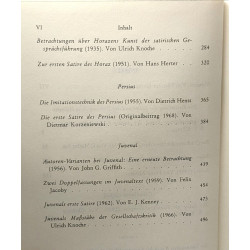 VI
Inhalt
Betrachtungen über Horazens Kunst der satirischen Ge-
sprächsführung (1935). Von Ulrich Knoche . . . 284
Zur ersten Satire des Horaz (1951). Von Hans Herter . . . 320
Persius
Die Imitationstechnik des Persius (1955). Von Dietrich Henss . . . 365
Die erste Satire des Persius (Originalbeitrag 1968). Von
Dietmar Korzeniewski . . . 384
Juvenal
Autoren-Varianten bei Juvenal: Eine erneute Betrachtung
(1956). Von John G. Griffith . . . 439
Zwei Doppelfassungen im Juvenaltext (1959). Von Felix
Jacoby . . . 475
Juvenals erste Satire (1962). Von E. J. Kenney . . . 473
Juvenals Maßstäbe der Gesellschaftskritik (1966). Von
Ulrich Knoche . . . 496